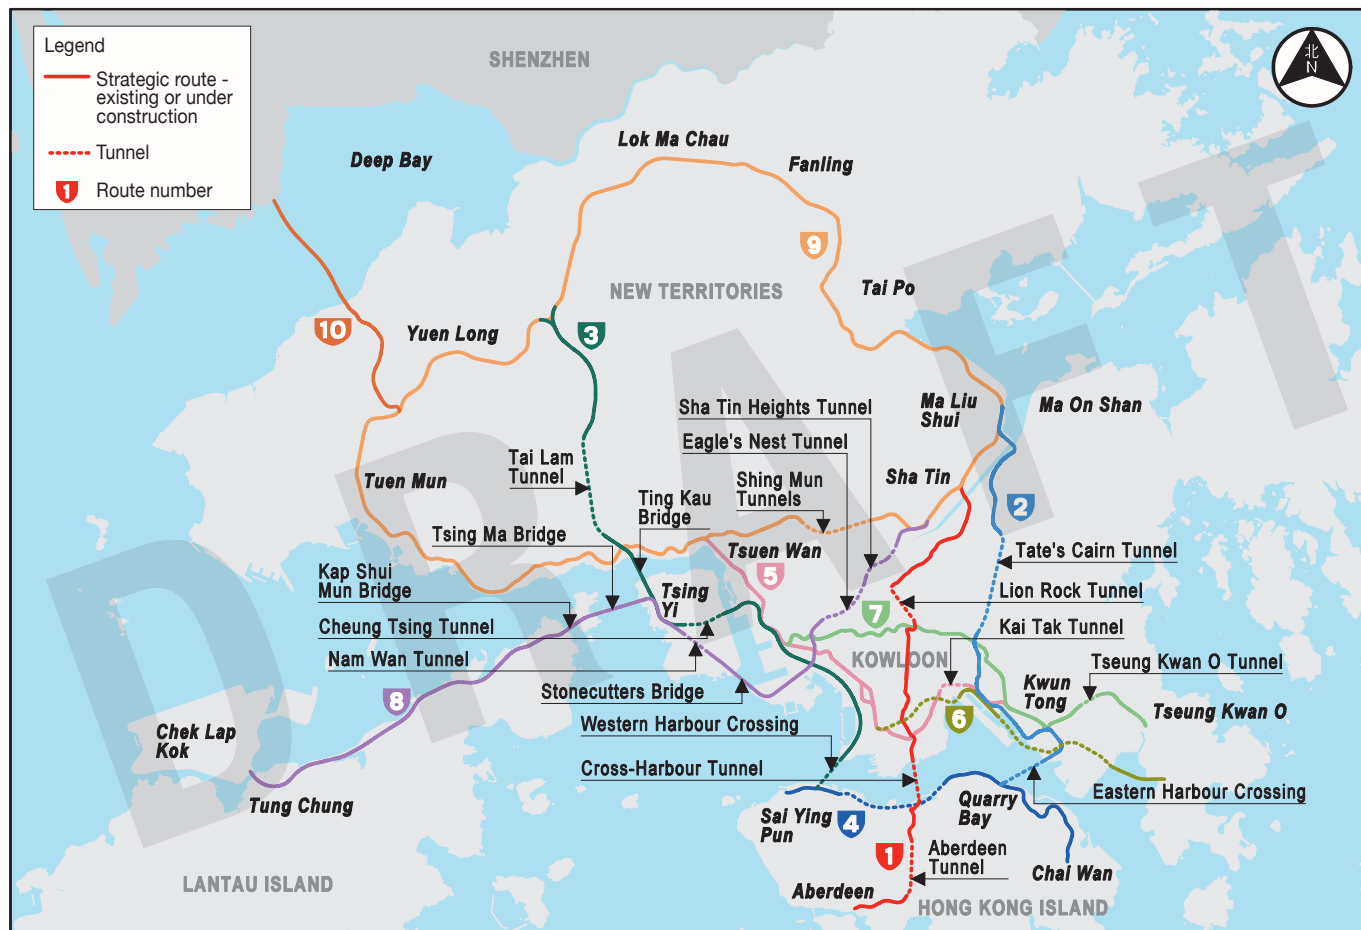 Legend
Strategic route -
existing or under
construction
Tunnel
1
Route number
SHENZHEN
北
N
Deep Bay
Lok Ma Chau
Fanling
9
NEW TERRITORIES
Tai Po
10
Yuen Long
3
Sha Tin Heights Tunnel
Ma Liu
Shui
Ma On Shan
Eagle's Nest Tunnel
Tai Lam
Tunnel
Tuen Mun
Shing Mun
Tunnels
Sha Tin
Ting Kau
Bridge
2
Tsing Ma Bridge
Tsuen Wan
Tate's Cairn Tunnel
Kap Shui
Mun Bridge
5
Tsing
Yi
Lion Rock Tunnel
7
Cheung Tsing Tunnel
Kai Tak Tunnel
Nam Wan Tunnel
KOWLOON
Tseung Kwan O Tunnel
Kwun
Tong
8
Stonecutters Bridge
6
Tseung Kwan O
Chek Lap
Kok
Western Harbour Crossing
Cross-Harbour Tunnel
Eastern Harbour Crossing
Tung Chung
Quarry
Bay
Sai Ying
Pun
4
1
Aberdeen
Tunnel
Chai Wan
LANTAU ISLAND
Aberdeen
HONG KONG ISLAND
DRAFT